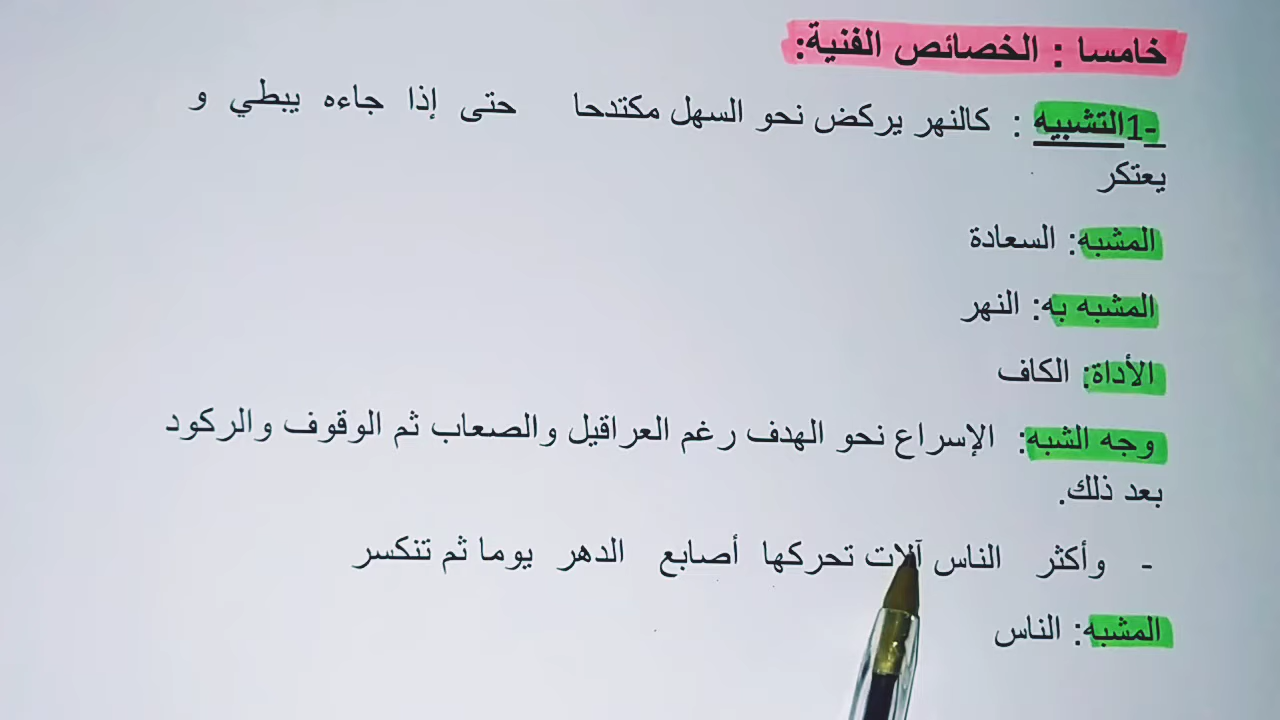 خامسا : الخصائص الفنية:
1- التشبيه : كالنهر يركض نحو السهل مكتدحا حتى إذا جاءه يبطي و
يعتكر
المشبه: السعادة
المشبه به: النهر
الأداة: الكاف
وجه الشبه: الإسراع نحو الهدف رغم العراقيل والصعاب ثم الوقوف والركود
بعد ذلك.
- وأكثر الناس آلات تحركها أصابع الدهر يوما ثم تنكسر
المشبه: الناس